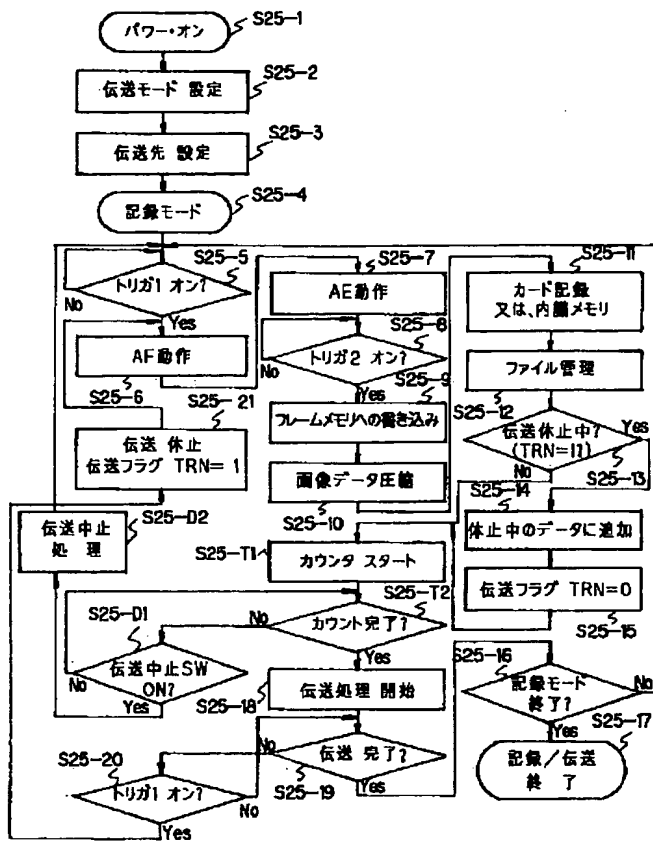 パワー・オン
S25-1
伝送モード 設定
S25-2
伝送先 設定
S25-3
記録モード
S25-4
トリガ1 オン?
S25-5
No
Yes
AF動作
S25-6
S25-21
伝送 休止
伝送フラグ TRN=1
S25-D2
伝送中止
処 理
S25-7
AE動作
S25-8
トリガ2 オン?
No
Yes
S25-9
フレームメモリへの書き込み
画像データ圧縮
S25-10
S25-11
カード記録
又は、内蔵メモリ
ファイル管理
S25-12
伝送休止中?
(TRN=1?)
Yes
No
S25-13
S25-14
休止中のデータに追加
伝送フラグ TRN=0
S25-15
S25-T1
カウンタ スタート
S25-T2
カウント完了?
No
Yes
S25-D1
伝送中止SW
ON?
No
Yes
伝送処理 開始
S25-18
伝送 完了?
No
S25-19
Yes
S25-20
トリガ1 オン?
No
Yes
S25-16
記録モード
終了?
No
Yes
S25-17
記録/伝送
終 了